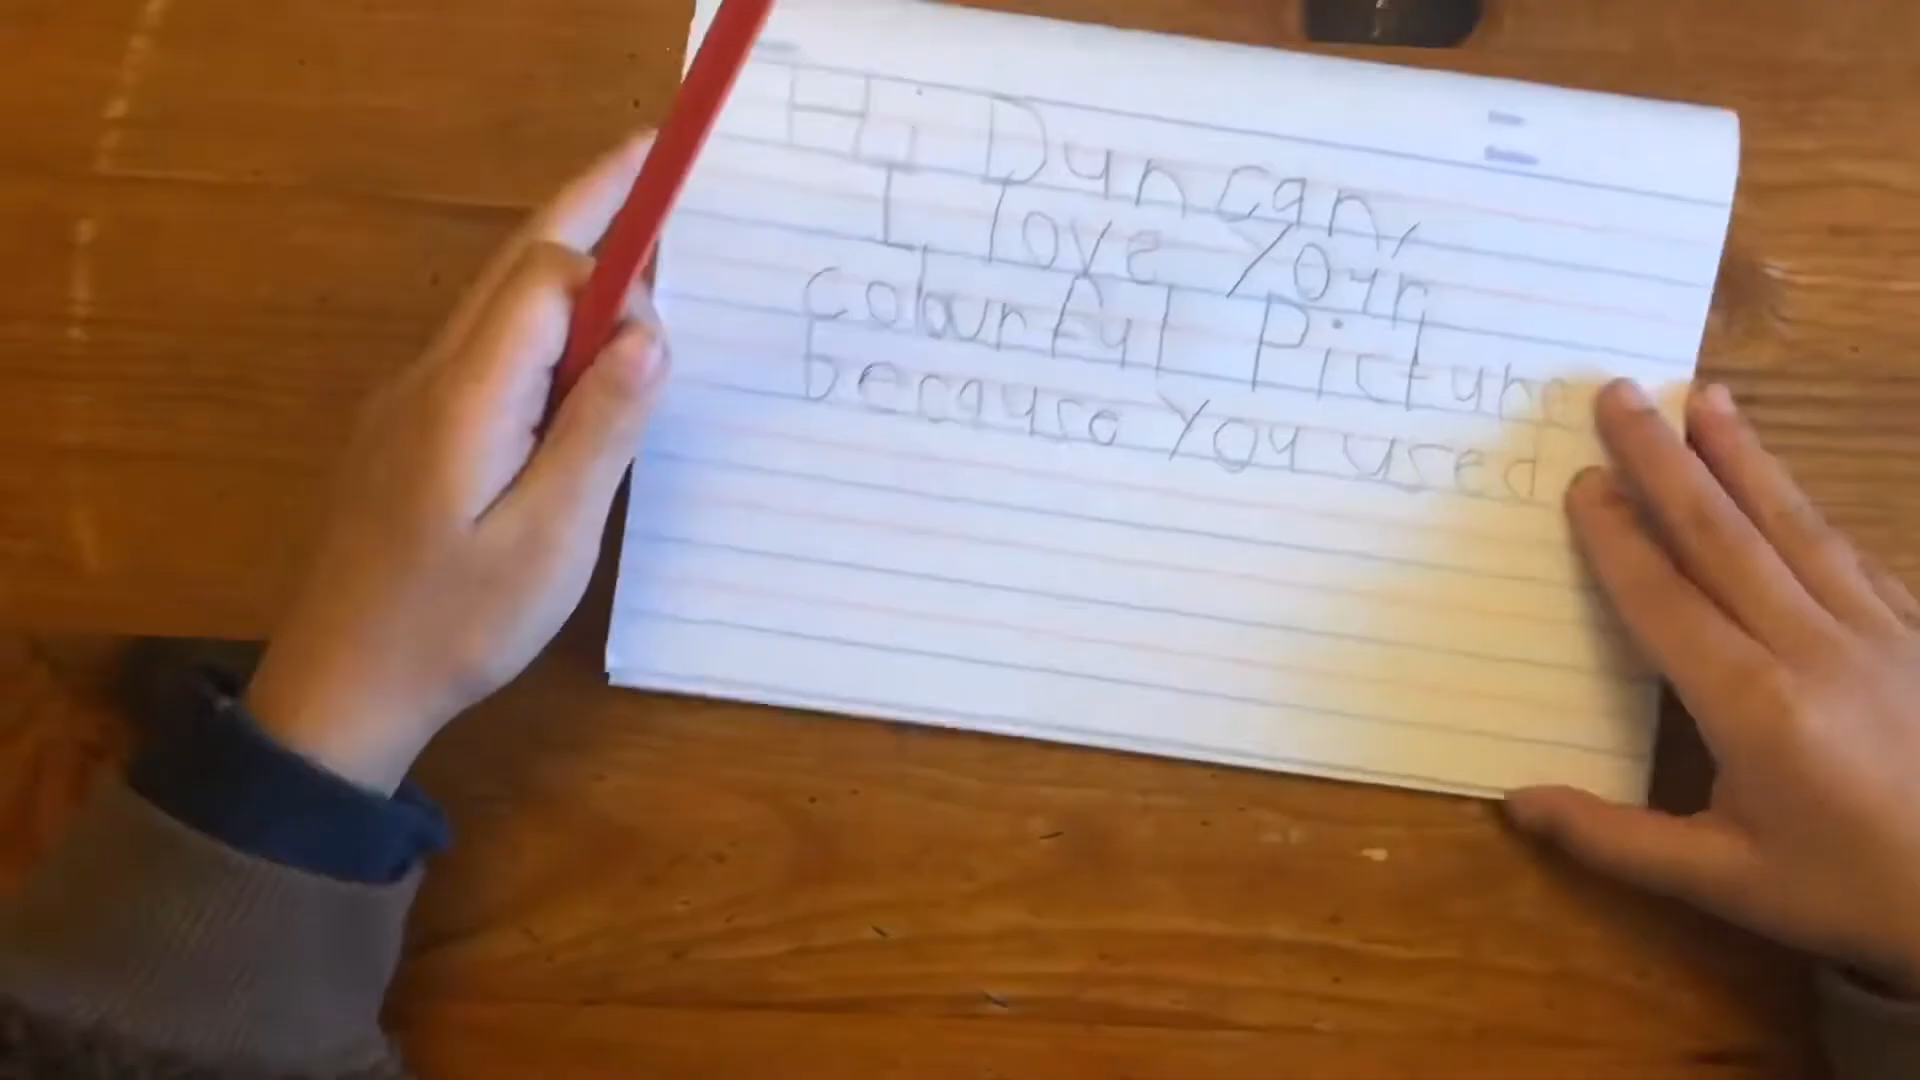 Hi Duncan,
I love your
colourful Picture
because you used